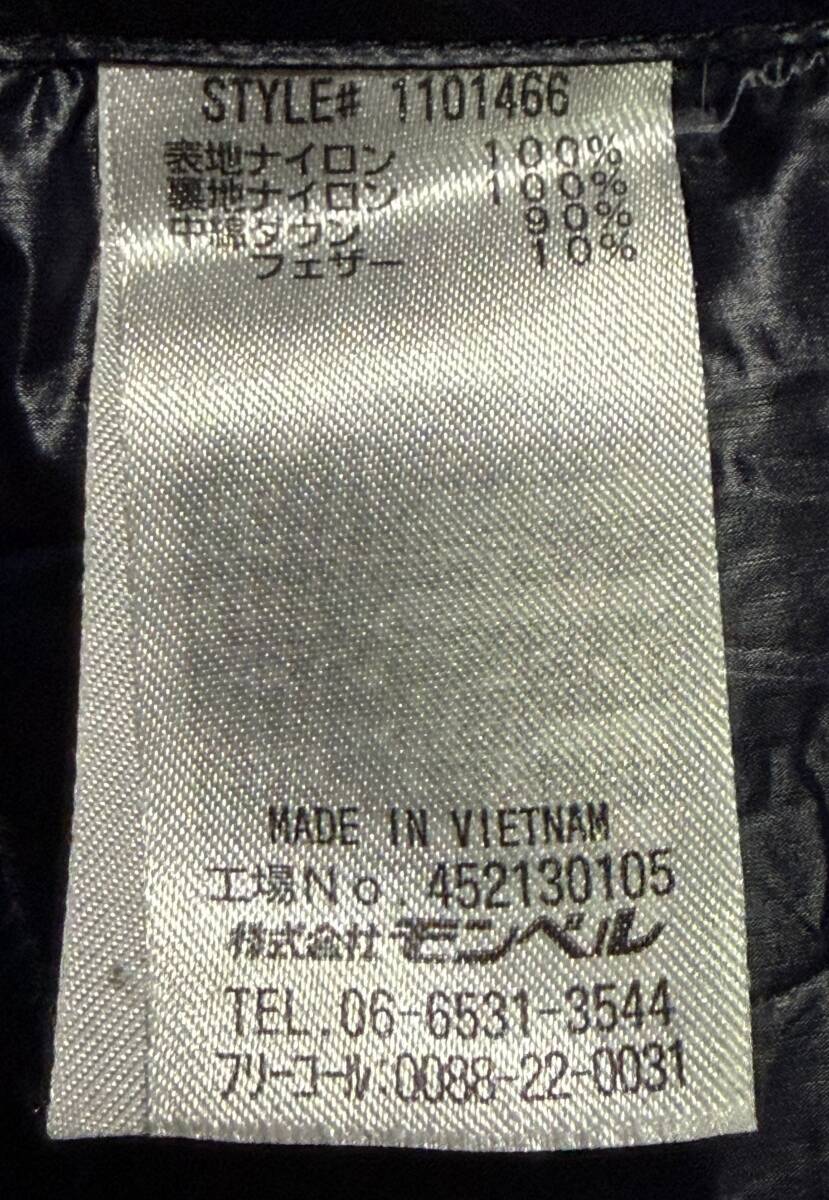 STYLE# 1101466
表地ナイロン 100%
裏地ナイロン 100%
中綿ダウン 90%
フェザー 10%
MADE IN VIETNAM
工場No. 452130105
株式会社モンベル
TEL.06-6531-3544
フリーコール:0088-22-0031